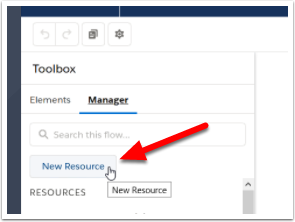 Toolbox
Elements Manager
Search this flow...
New Resource
RESOURCES New Resource